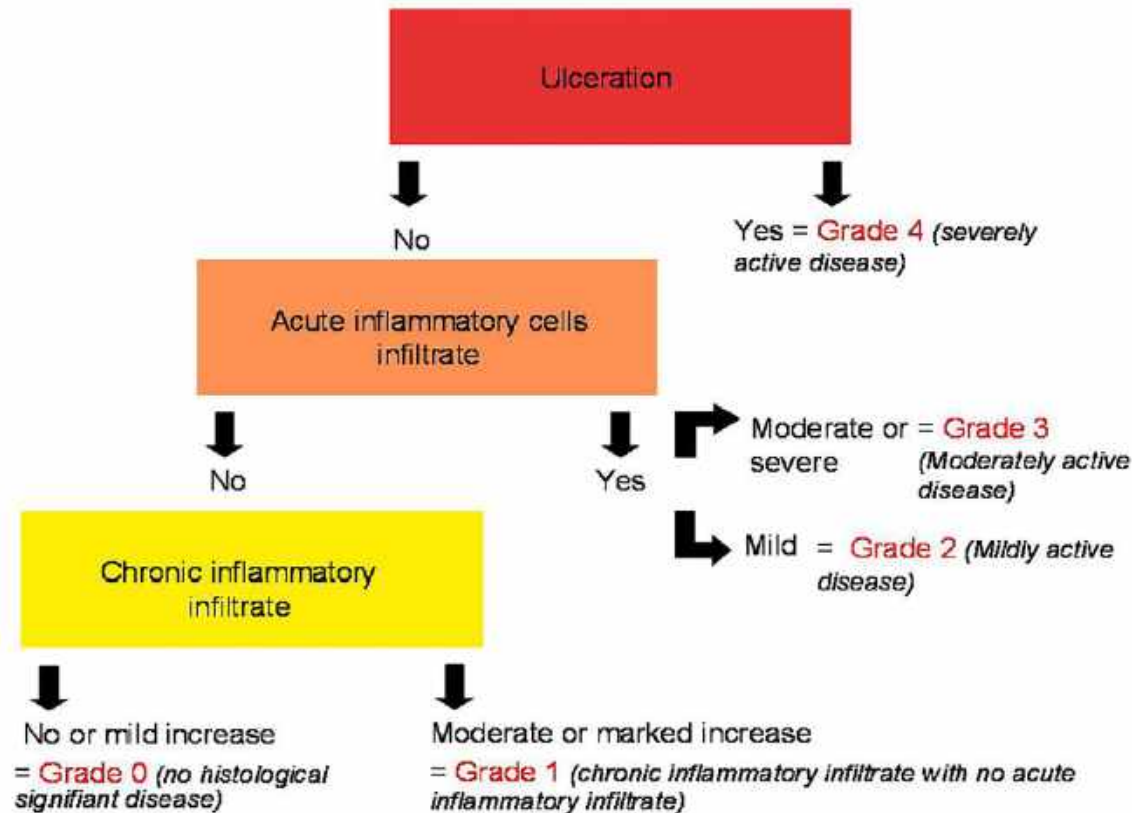 Ulceration
No
Yes = Grade 4 (severely
active disease)
Acute inflammatory cells
infiltrate
No
Yes
Moderate or = Grade 3
severe (Moderately active
disease)
Mild = Grade 2 (Mildly active
disease)
Chronic inflammatory
infiltrate
No or mild increase
= Grade 0 (no histological
signifiant disease)
Moderate or marked increase
= Grade 1 (chronic inflammatory infiltrate with no acute
inflammatory infiltrate)